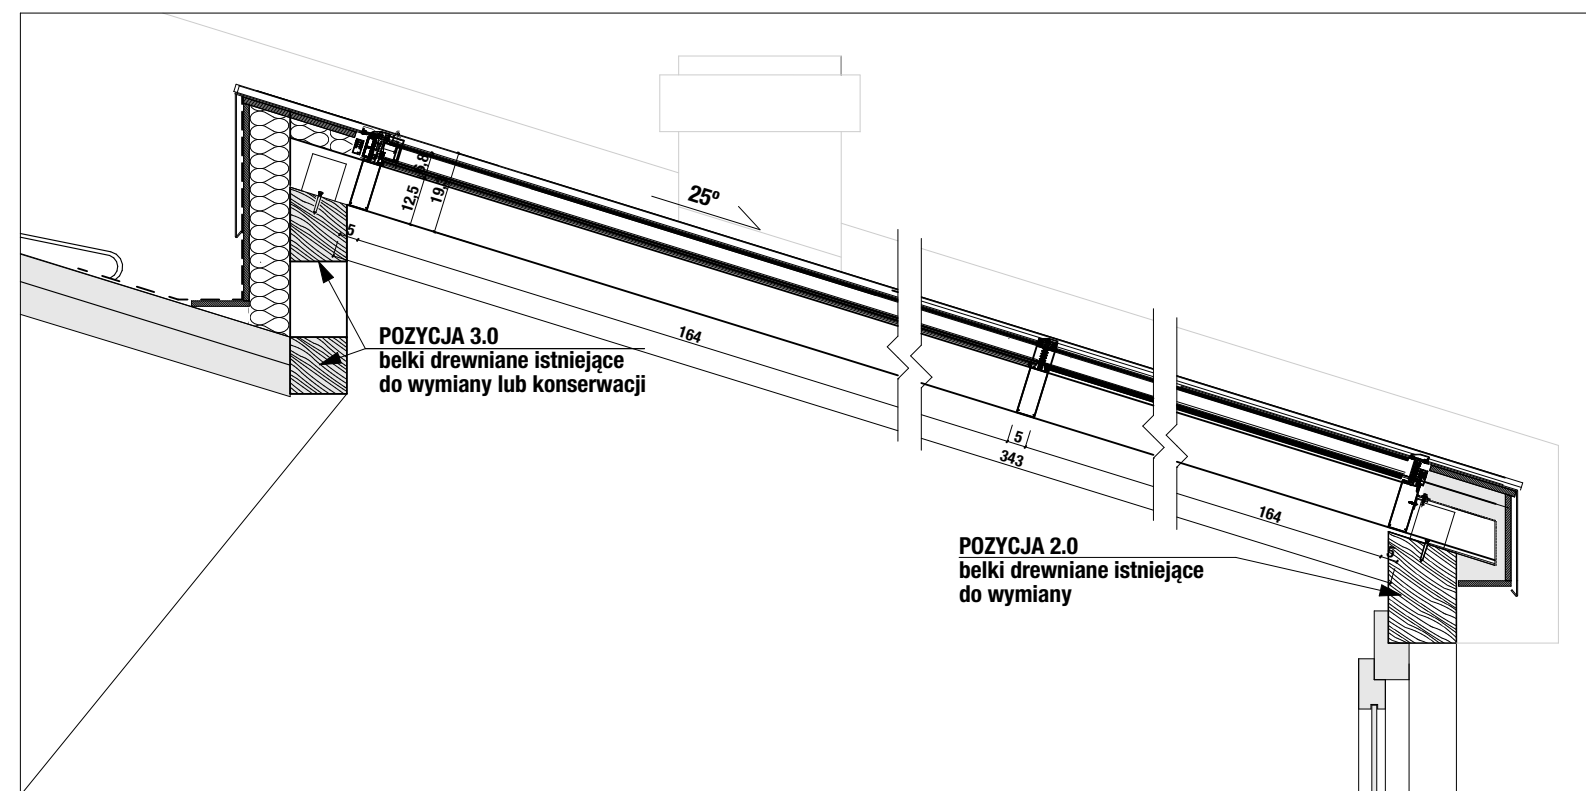 25º
6,8
12,5
5
164
POZYCJA 3.0
belki drewniane istniejące
do wymiany lub konserwacji
5
343
164
5
POZYCJA 2.0
belki drewniane istniejące
do wymiany